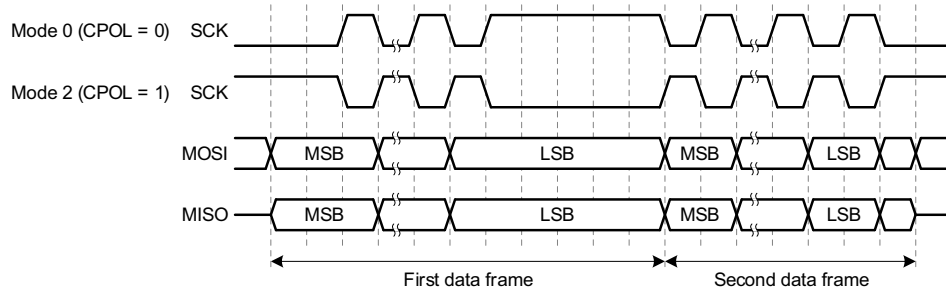 Mode 0 (CPOL = 0) SCK
Mode 2 (CPOL = 1) SCK
MOSI MSB LSB MSB LSB
MISO MSB LSB MSB LSB
First data frame Second data frame